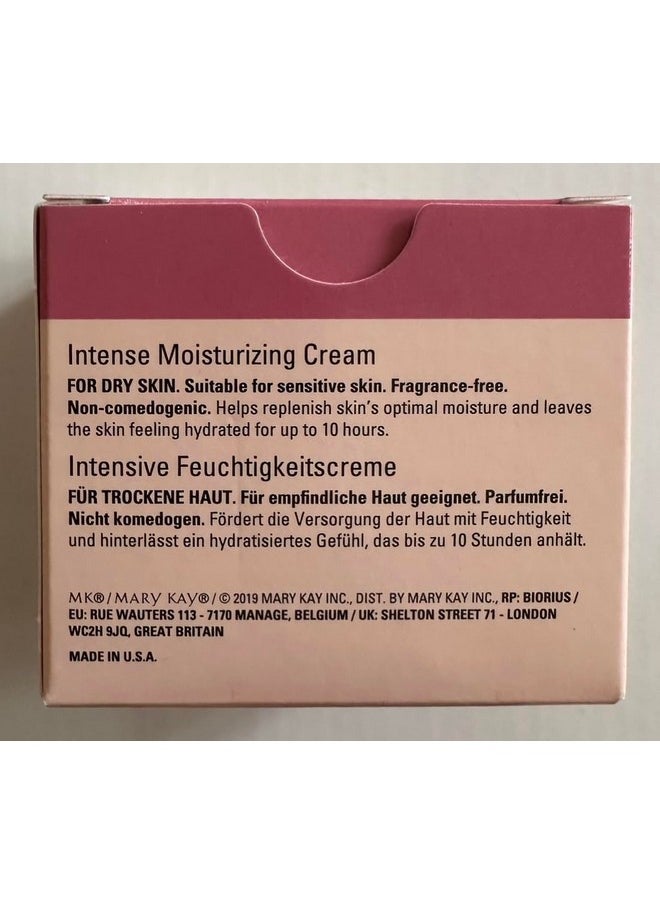 Intense Moisturizing Cream
FOR DRY SKIN. Suitable for sensitive skin. Fragrance-free.
Non-comedogenic. Helps replenish skin's optimal moisture and leaves
the skin feeling hydrated for up to 10 hours.
Intensive Feuchtigkeitscreme
FÜR TROCKENE HAUT. Für empfindliche Haut geeignet. Parfumfrei.
Nicht komedogen. Fördert die Versorgung der Haut mit Feuchtigkeit
und hinterlässt ein hydratisiertes Gefühl, das bis zu 10 Stunden anhält.
MK®/MARY KAY®/© 2019 MARY KAY INC., DIST. BY MARY KAY INC., RP: BIORIUS /
EU: RUE WAUTERS 113 - 7170 MANAGE, BELGIUM / UK: SHELTON STREET 71 - LONDON
WC2H 9JQ, GREAT BRITAIN
MADE IN U.S.A.